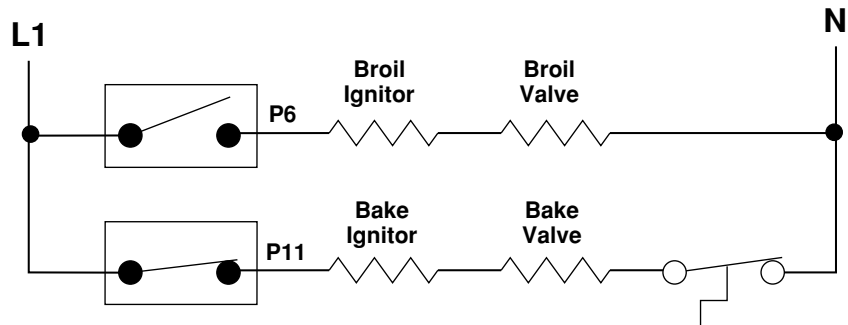 L1
N
Broil
Ignitor
Broil
Valve
P6
Bake
Ignitor
Bake
Valve
P11